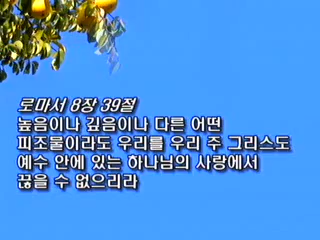 로마서 8장 39절
높음이나 깊음이나 다른 어떤
피조물이라도 우리를 우리 주 그리스도
예수 안에 있는 하나님의 사랑에서
끊을 수 없으리라